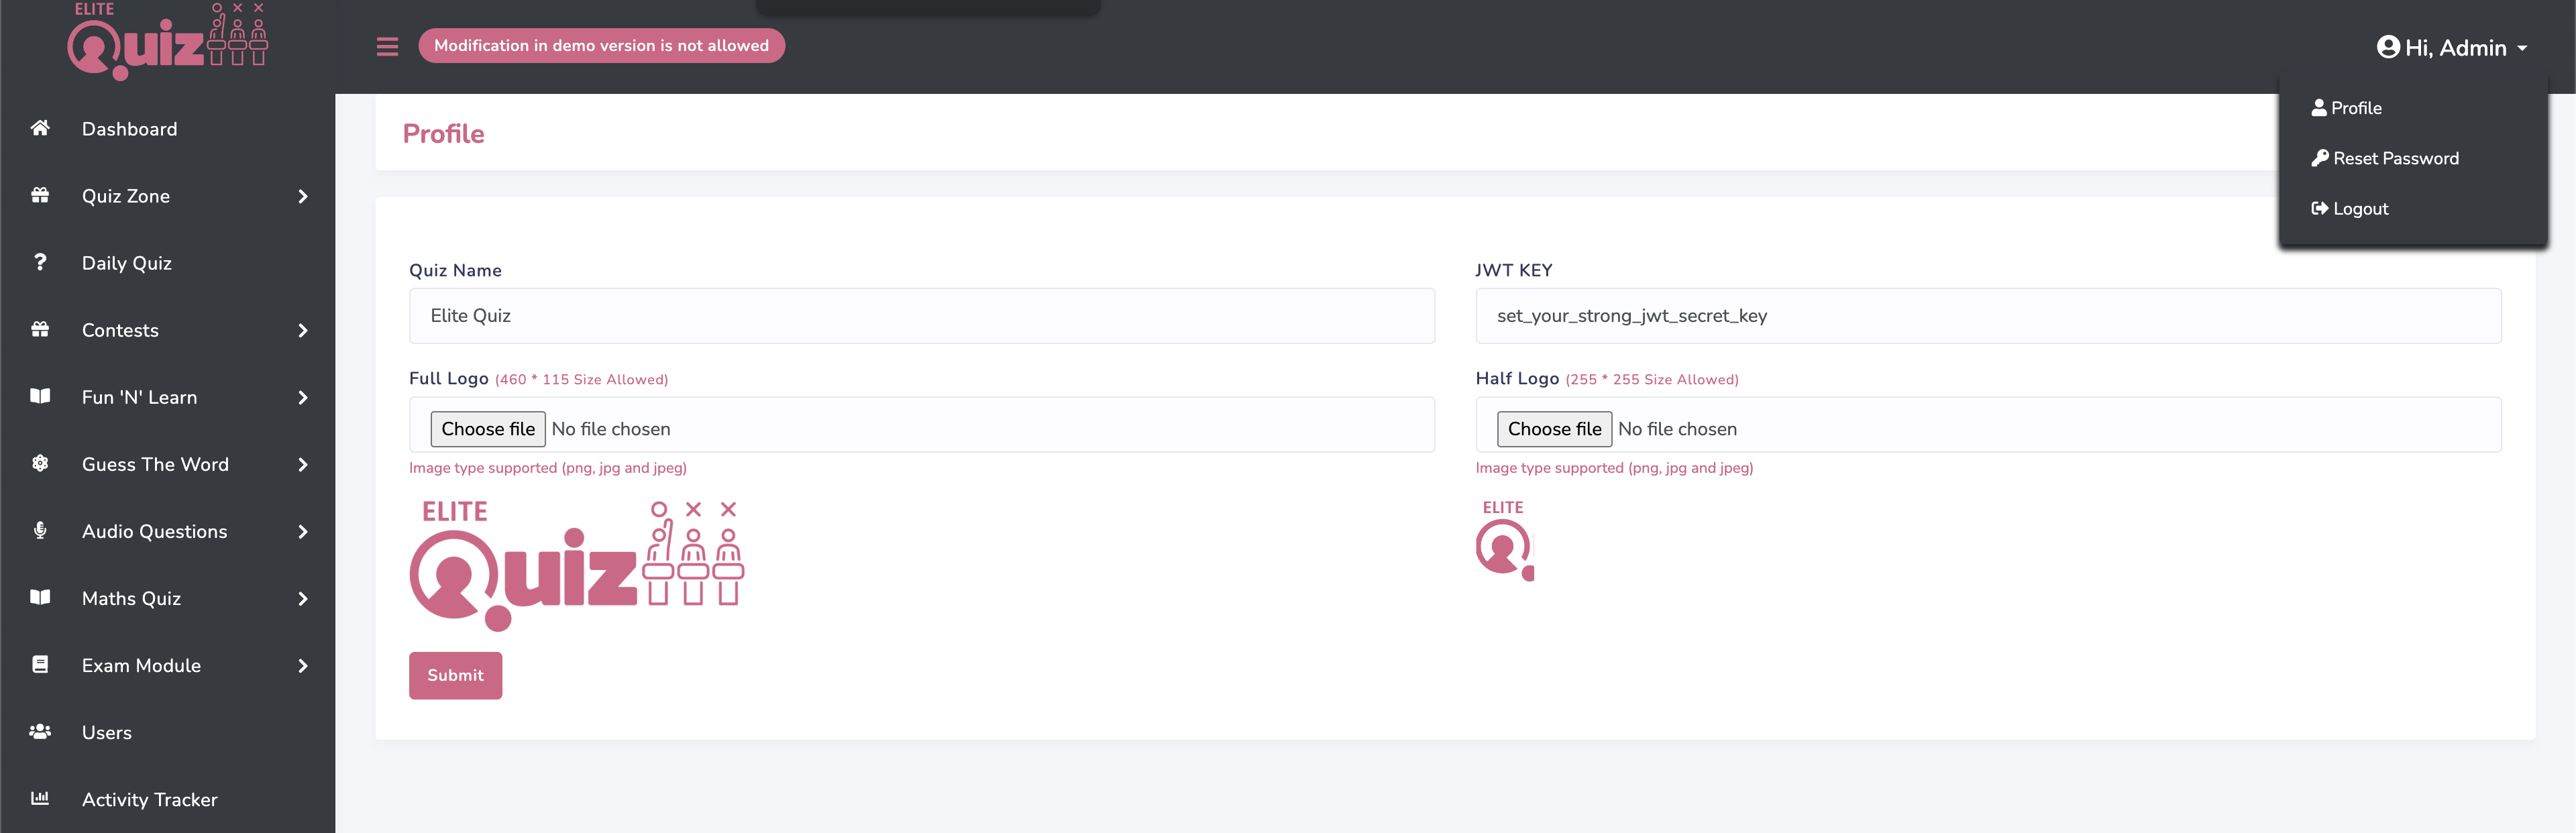 ELITE
Quiz
Modification in demo version is not allowed
Hi, Admin
Profile
Reset Password
Logout
Dashboard
Quiz Zone
Daily Quiz
Contests
Fun 'N' Learn
Guess The Word
Audio Questions
Maths Quiz
Exam Module
Users
Activity Tracker
Profile
Quiz Name
Elite Quiz
JWT KEY
set_your_strong_jwt_secret_key
Full Logo (460 * 115 Size Allowed)
Choose file No file chosen
Image type supported (png, jpg and jpeg)
ELITE
Quiz
Half Logo (255 * 255 Size Allowed)
Choose file No file chosen
Image type supported (png, jpg and jpeg)
ELITE
Q
Submit